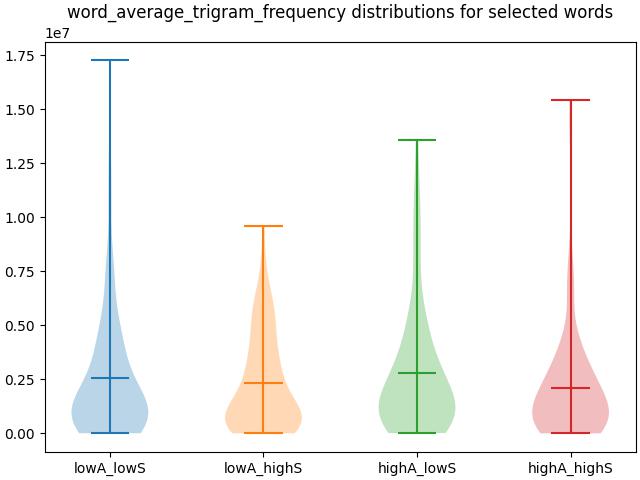 word_average_trigram_frequency distributions for selected words
1e7
1.75
1.50
1.25
1.00
0.75
0.50
0.25
0.00
lowA_lowS lowA_highS highA_lowS highA_highS